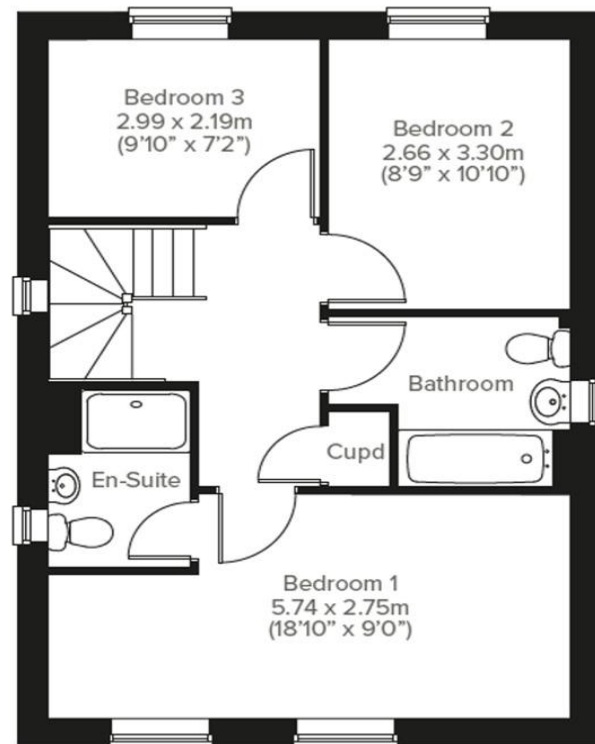 Bedroom 3
2.99 x 2.19m
(9’10” x 7’2”)
Bedroom 2
2.66 x 3.30m
(8’9” x 10’10”)
Bathroom
Cupd
En-Suite
Bedroom 1
5.74 x 2.75m
(18’10” x 9’0”)